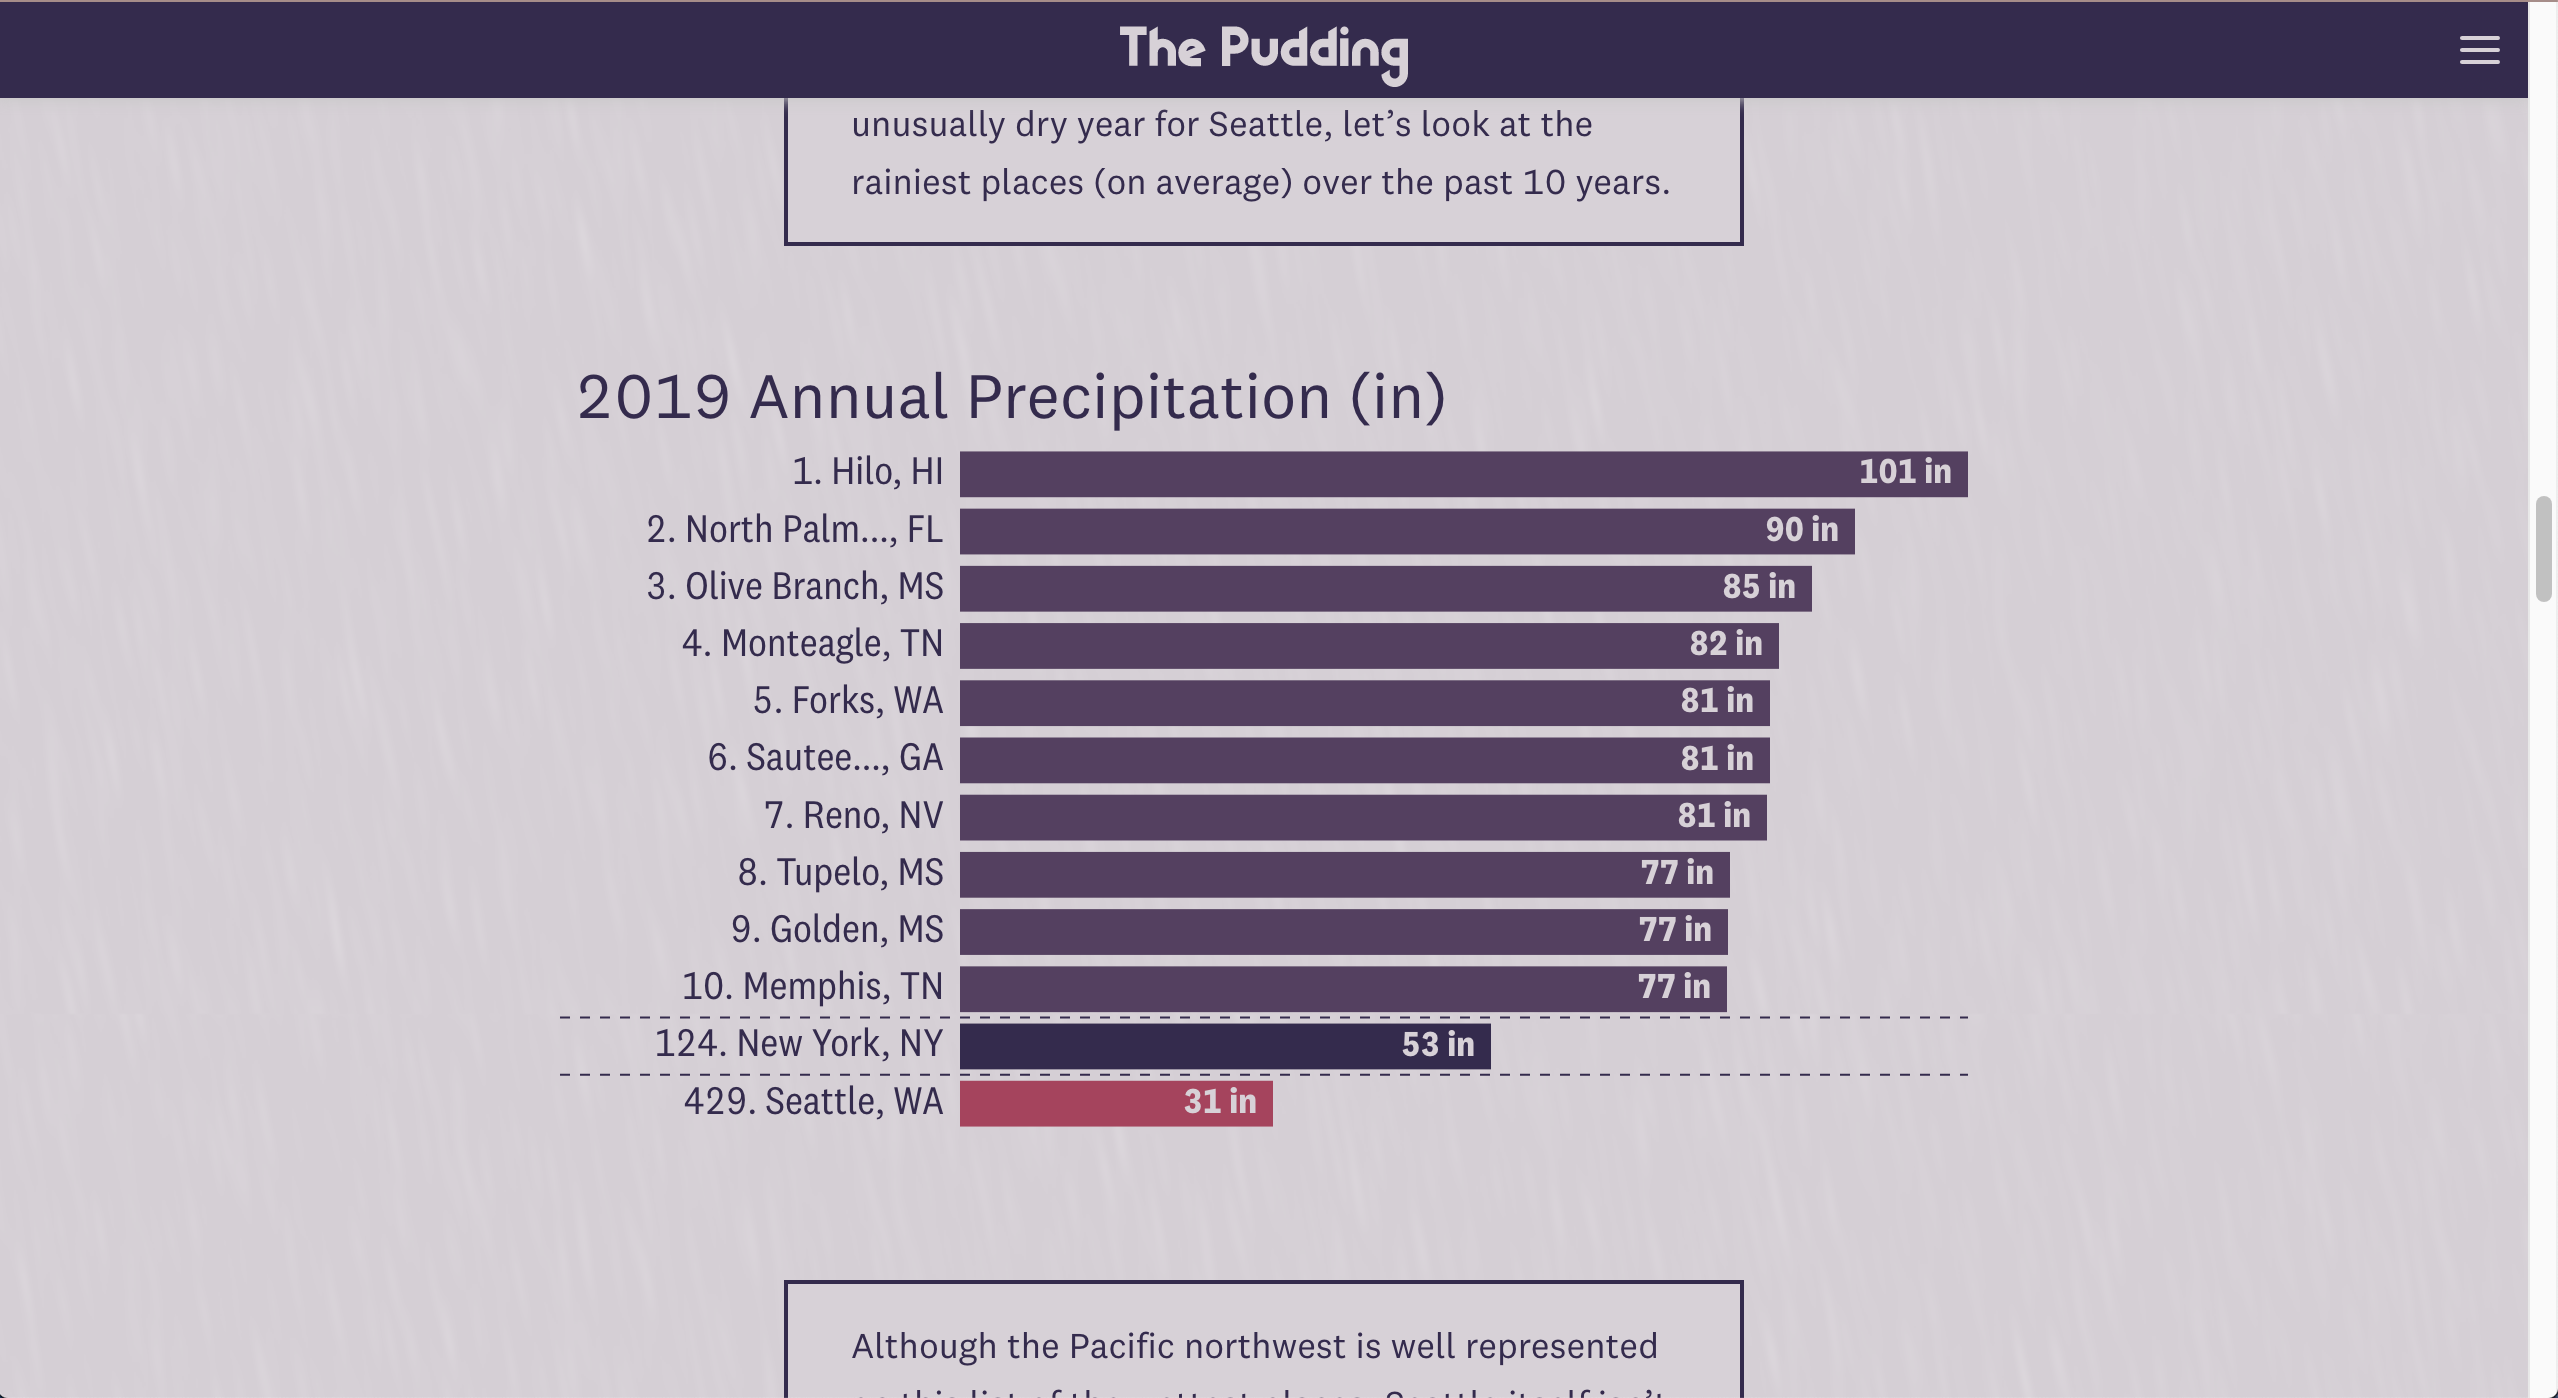 The Pudding
unusually dry year for Seattle, let’s look at the
rainiest places (on average) over the past 10 years.
2019 Annual Precipitation (in)
1. Hilo, HI 101 in
2. North Palm..., FL 90 in
3. Olive Branch, MS 85 in
4. Monteagle, TN 82 in
5. Forks, WA 81 in
6. Sautee..., GA 81 in
7. Reno, NV 81 in
8. Tupelo, MS 77 in
9. Golden, MS 77 in
10. Memphis, TN 77 in
124. New York, NY 53 in
429. Seattle, WA 31 in
Although the Pacific northwest is well represented